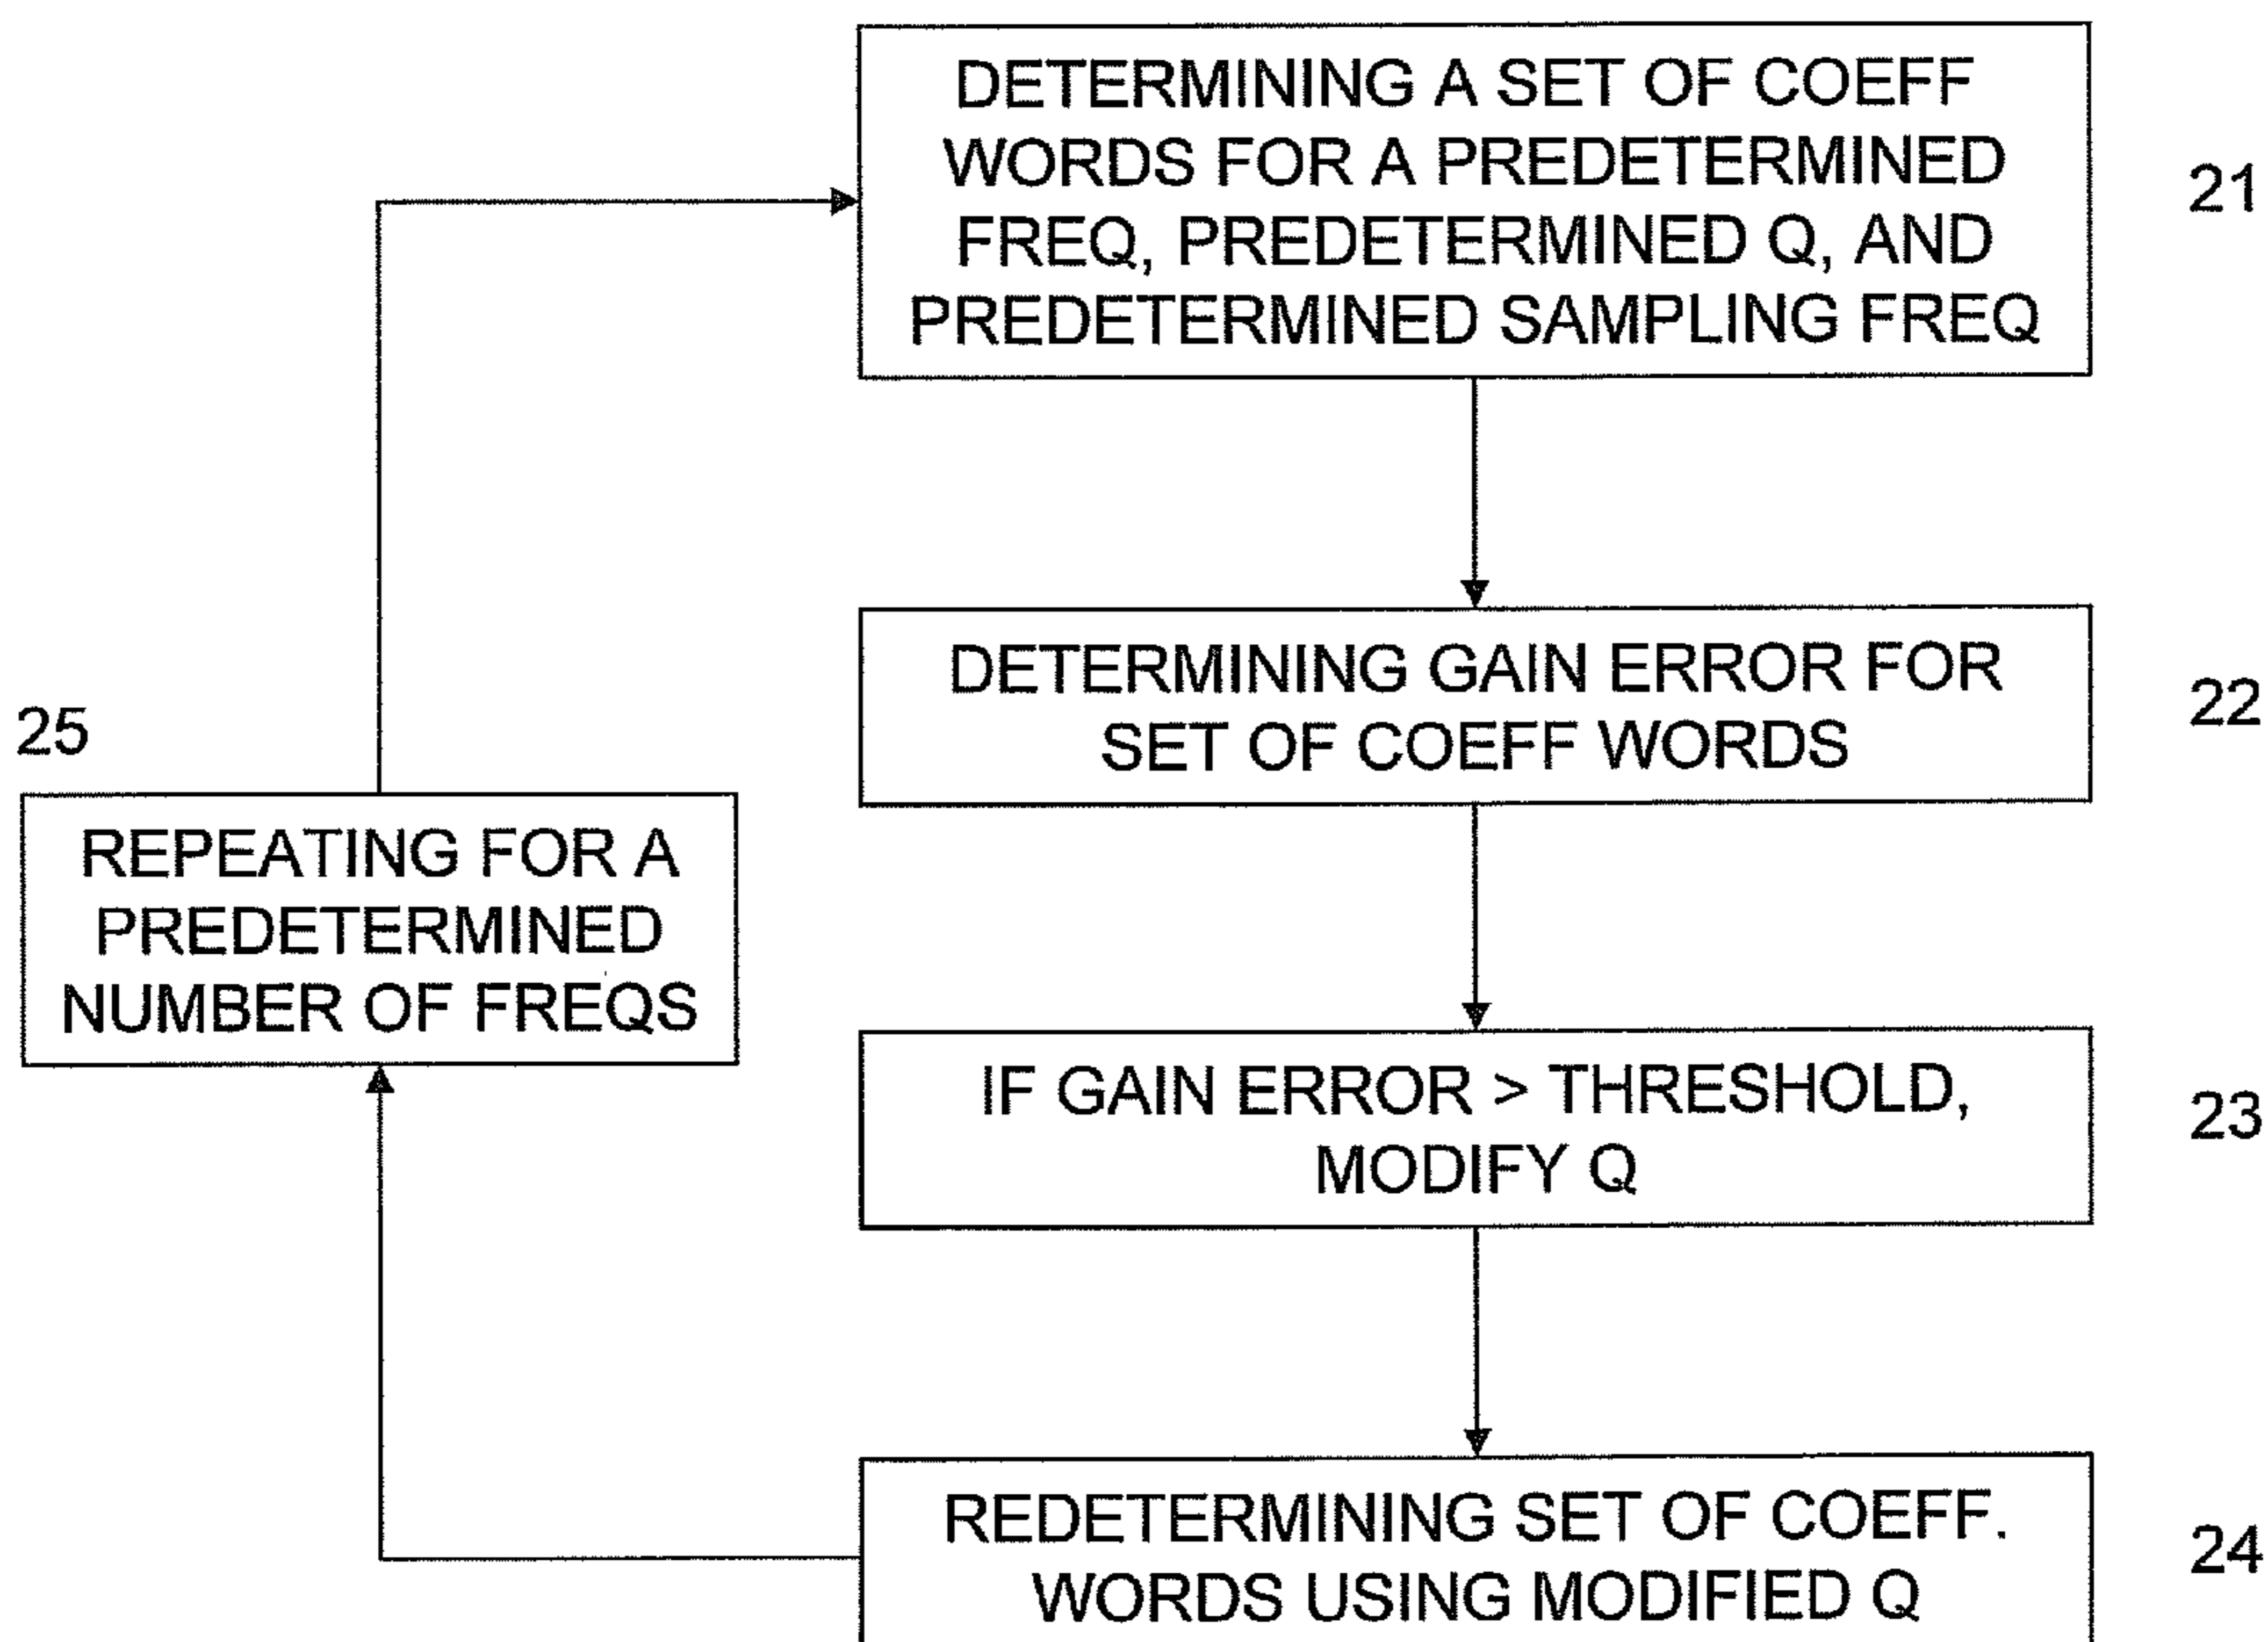 DETERMINING A SET OF COEFF
WORDS FOR A PREDETERMINED
FREQ, PREDETERMINED Q, AND
PREDETERMINED SAMPLING FREQ
21
DETERMINING GAIN ERROR FOR
SET OF COEFF WORDS
22
25
REPEATING FOR A
PREDETERMINED
NUMBER OF FREQS
IF GAIN ERROR > THRESHOLD,
MODIFY Q
23
REDETERMINING SET OF COEFF.
WORDS USING MODIFIED Q
24